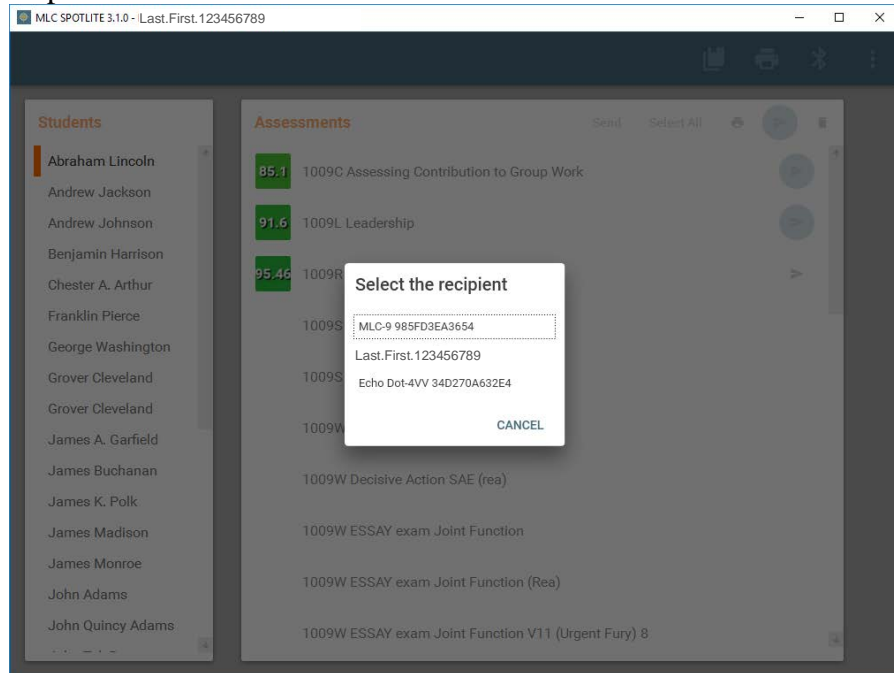 MLC SPOTLITE 3.1.0 - Last.First.123456789
Students
Abraham Lincoln
Andrew Jackson
Andrew Johnson
Benjamin Harrison
Chester A. Arthur
Franklin Pierce
George Washington
Grover Cleveland
Grover Cleveland
James A. Garfield
James Buchanan
James K. Polk
James Madison
James Monroe
John Adams
John Quincy Adams
Assessments Send Select All
85.1 1009C Assessing Contribution to Group Work
91.6 1009L Leadership
95.46 1009R
1009S
1009S
1009W
1009W Decisive Action SAE (rea)
1009W ESSAY exam Joint Function
1009W ESSAY exam Joint Function (Rea)
1009W ESSAY exam Joint Function V11 (Urgent Fury) 8
Select the recipient
MLC-9 985FD3EA3654
Last.First.123456789
Echo Dot-4VV 34D270A632E4
CANCEL